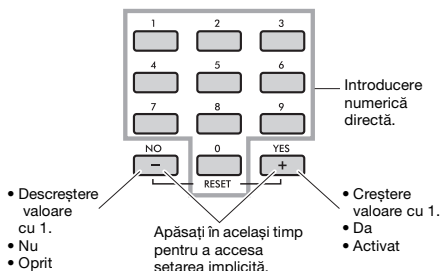 1 2 3
4 5 6
7 8 9
NO 0 YES
− +
RESET
Introducere
numerică
directă.
• Descreștere
valoare
cu 1.
• Nu
• Oprit
Apăsați în același timp
pentru a accesa
setarea implicită.
• Creștere
valoare cu 1.
• Da
• Activat